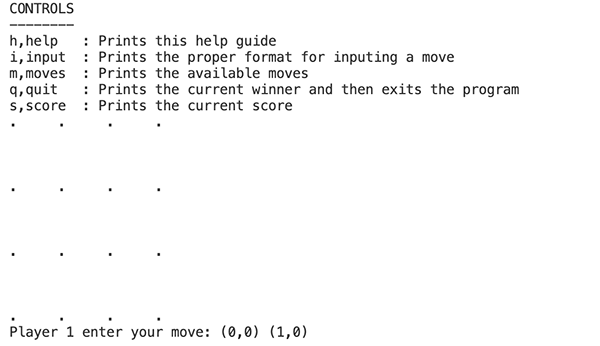 CONTROLS
--------
h,help   : Prints this help guide
i,input  : Prints the proper format for inputing a move
m,moves  : Prints the available moves
q,quit   : Prints the current winner and then exits the program
s,score  : Prints the current score
.     .     .     .
.     .     .     .
.     .     .     .
.     .     .     .
Player 1 enter your move: (0,0) (1,0)